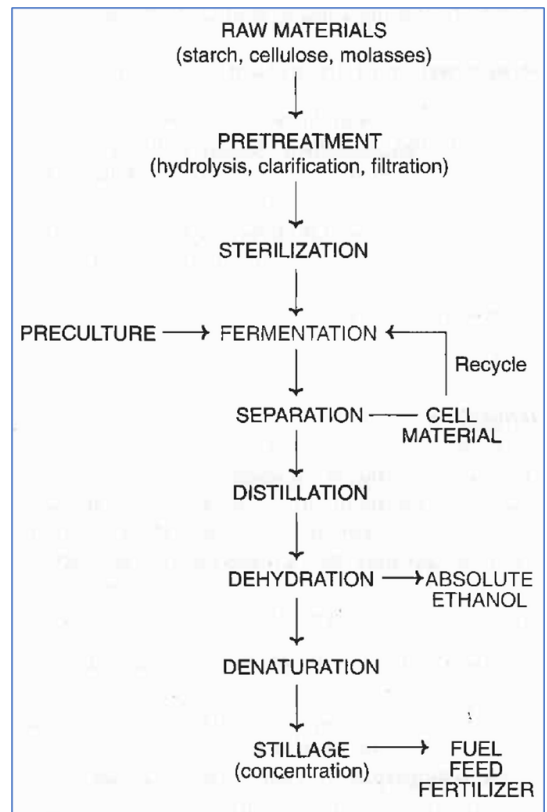 RAW MATERIALS
(starch, cellulose, molasses)
PRETREATMENT
(hydrolysis, clarification, filtration)
STERILIZATION
PRECULTURE
FERMENTATION
Recycle
SEPARATION
CELL
MATERIAL
DISTILLATION
DEHYDRATION
ABSOLUTE
ETHANOL
DENATURATION
STILLAGE
(concentration)
FUEL
FEED
FERTILIZER